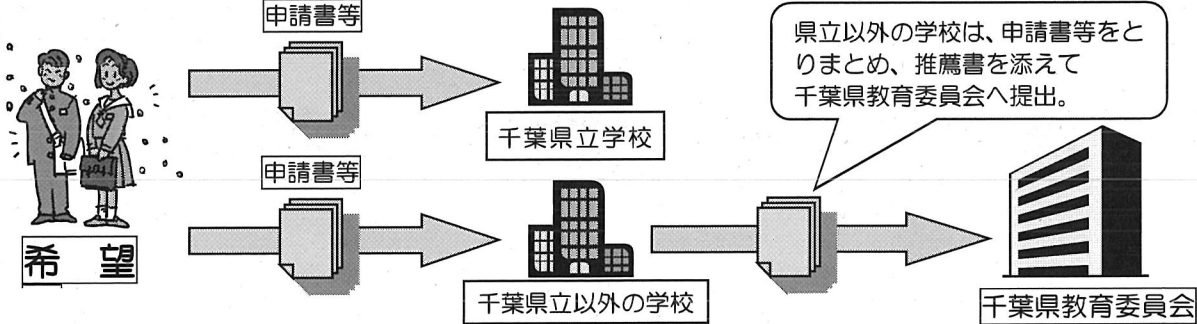 申請書等
県立以外の学校は、申請書等をと
りまとめ、推薦書を添えて
千葉県教育委員会へ提出。
千葉県立学校
申請書等
希　望
千葉県立以外の学校
千葉県教育委員会